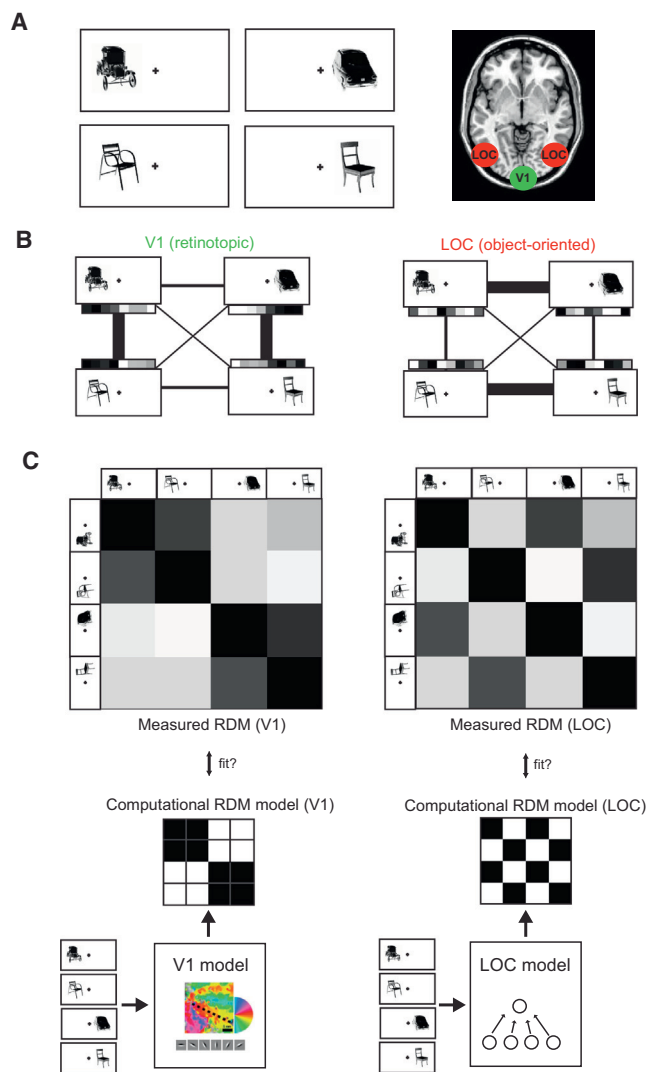 A
LOC
LOC
V1
B
V1 (retinotopic)
LOC (object-oriented)
C
Measured RDM (V1)
Measured RDM (LOC)
fit?
fit?
Computational RDM model (V1)
Computational RDM model (LOC)
V1 model
LOC model